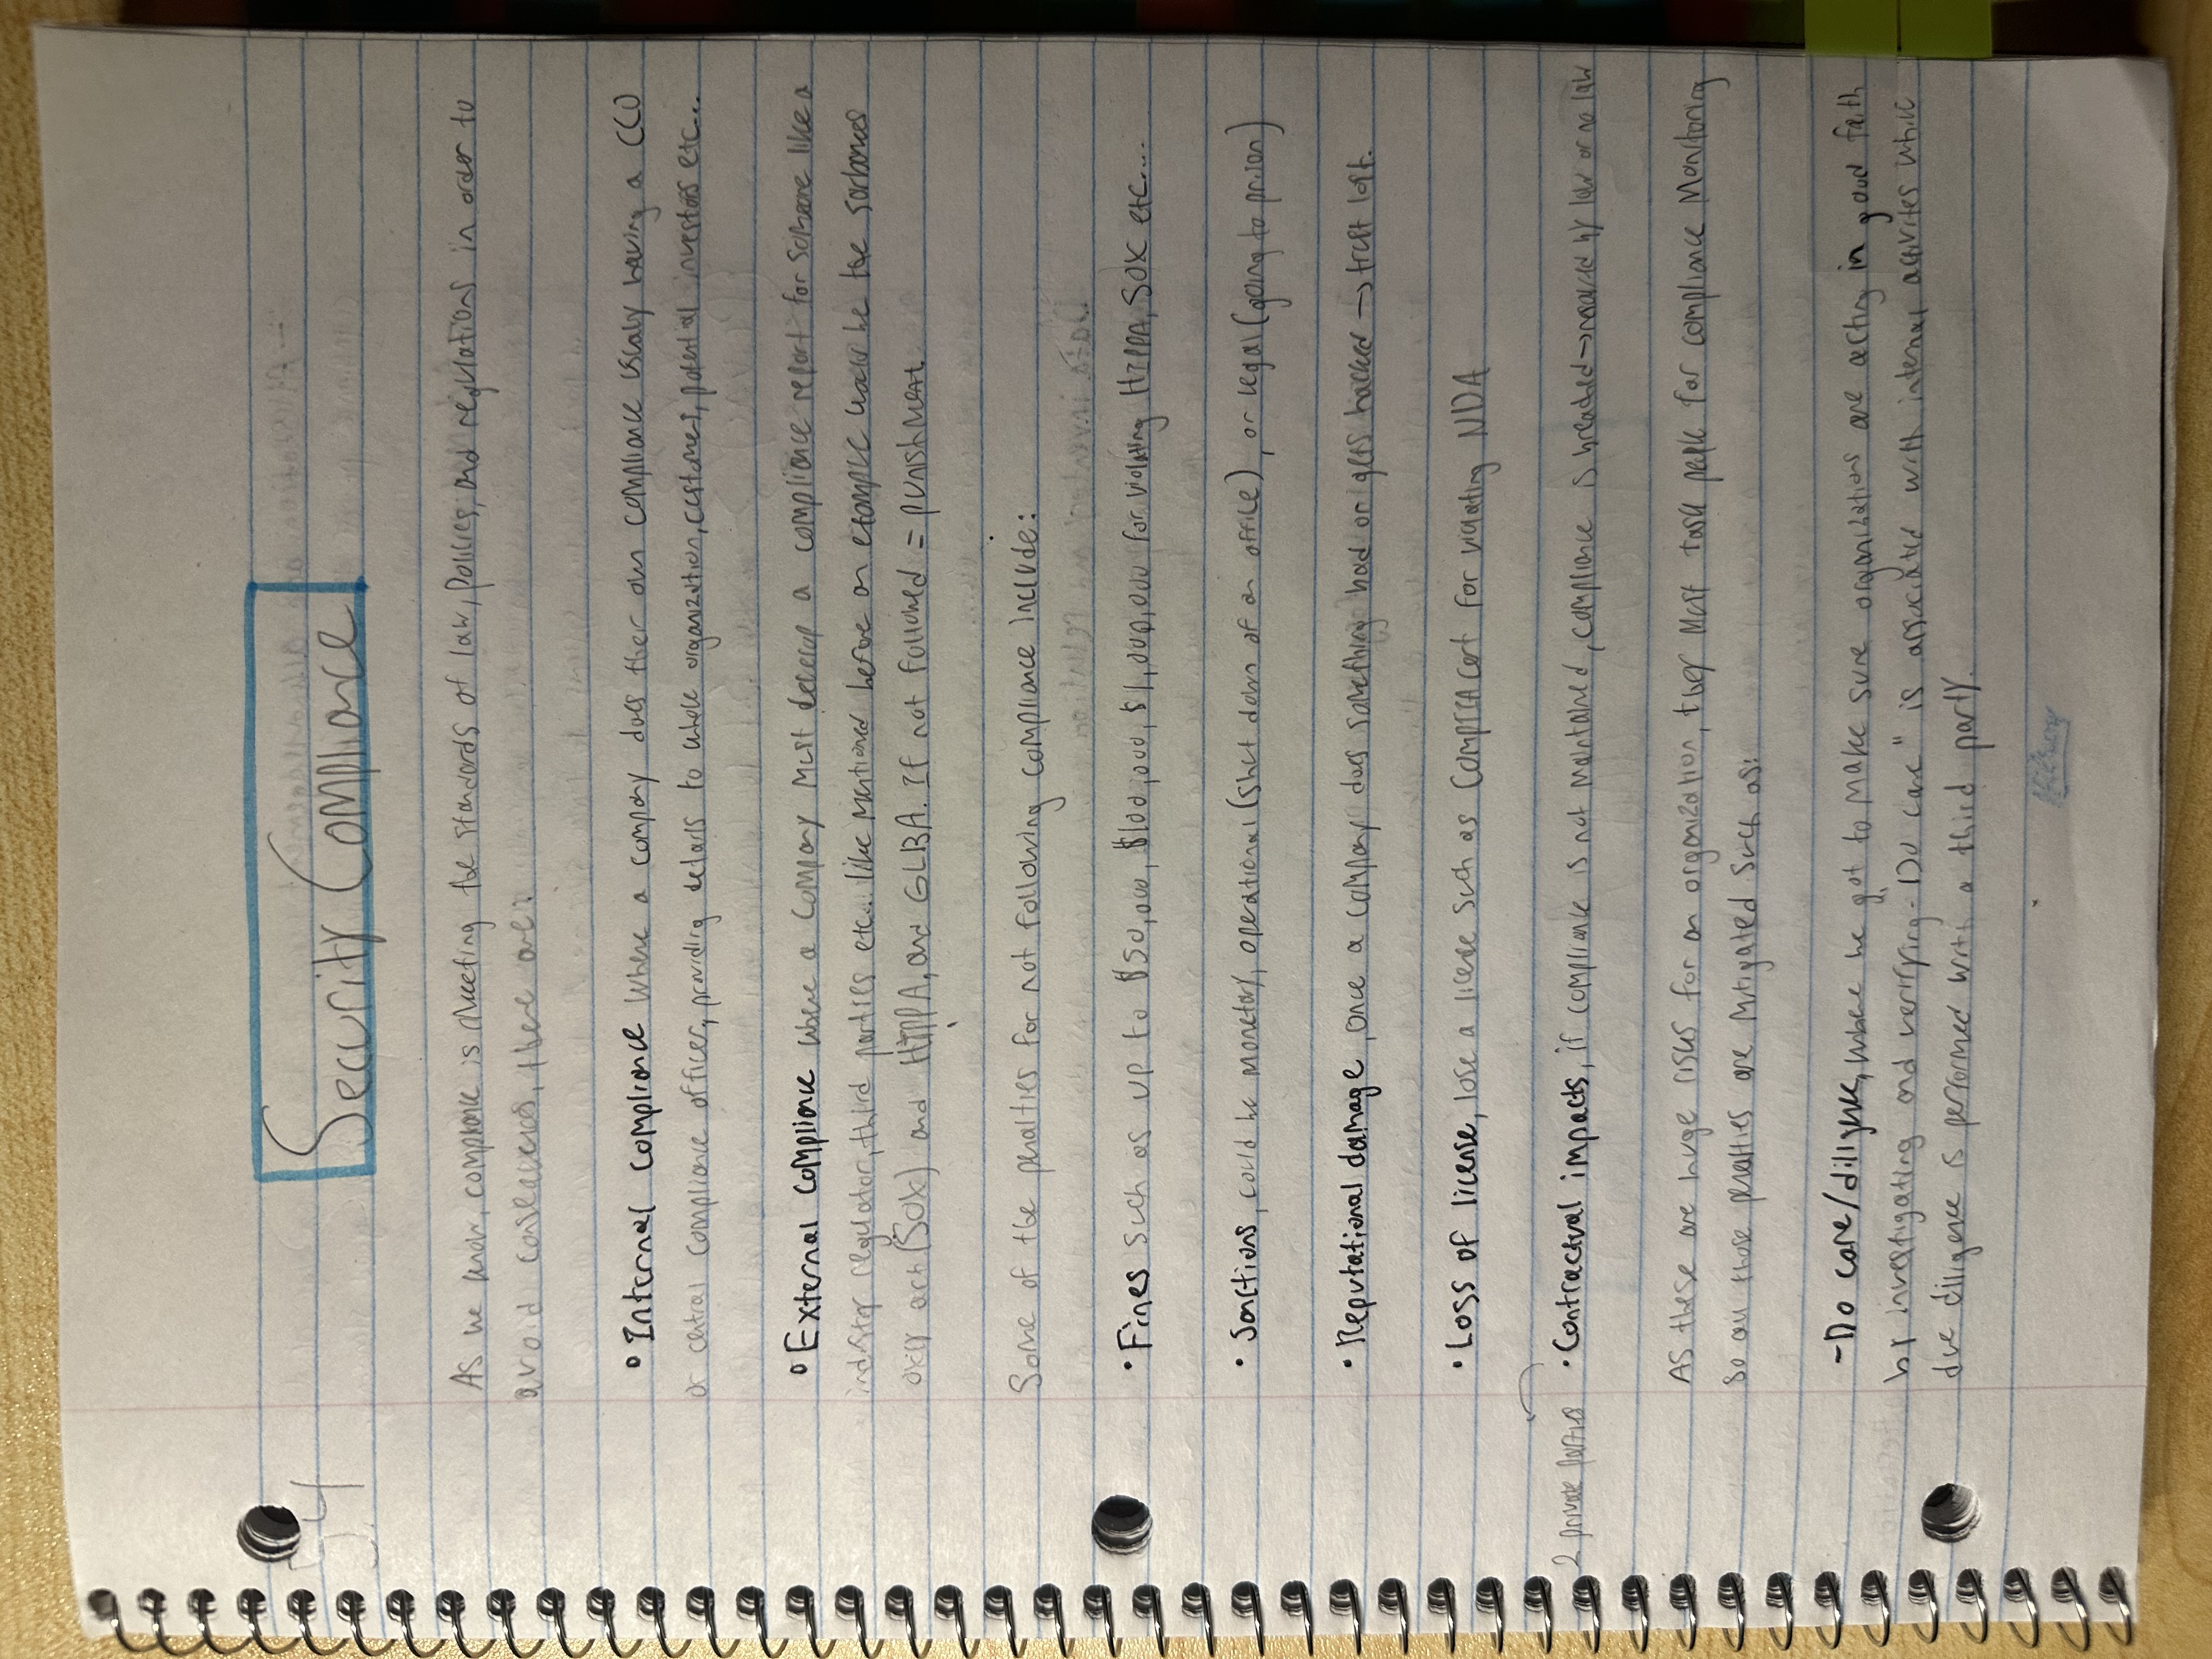 5.4
Security Compliance
As we know, compliance is meeting the standards of law, policies, and regulations in order to
avoid consequences, there are:
Internal compliance where a company does their own compliance usualy having a CCO
or central compliance officer, providing details to whole organization, customers, potential investors etc...
External compliance where a company must develop a compliance report for someone like a
industry regulator, third parties etc... like mentioned before an example would be the sarbanes
oxly act (SOX) and HIPPA, and GLBA. If not followed = punishment.
Some of the penalties for not following compliance include:
• Fines such as up to $50,000, $100,000, $1,000,000 for violating HIPPA, SOX etc....
• Sanctions, could be monetary, operational (shut down of an office), or legal (going to prison)
• Reputational damage, once a company does something bad or gets hacked → trust lost.
• Loss of license, lose a license such as COMPTIA cert for violating NDA
2 private parties
• Contractual impacts, if compliance is not maintained, compliance is breached → resolved by law or no law
As these are huge risks for an organization, they must task people for compliance Monitoring
so all those penalties are mitigated such as:
- Do care/diligence, where we got to make sure organizations are acting in good faith
by investigating and verifying - "Do care" is associated with internal activites while
due diligence is performed with a third party.